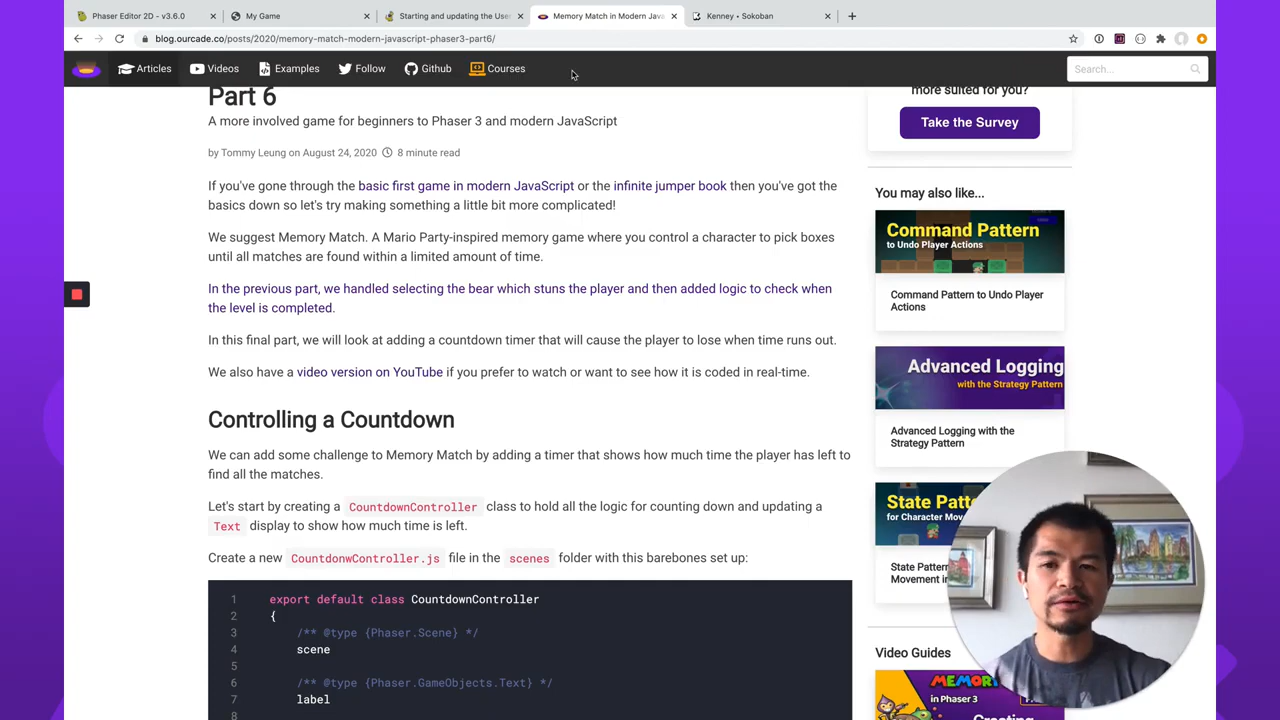 Phaser Editor 2D - v3.6.0
My Game
Starting and updating the Use
Memory Match in Modern Java
Kenney • Sokoban
blog.ourcade.co/posts/2020/memory-match-modern-javascript-phaser3-part6/
Articles
Videos
Examples
Follow
Github
Courses
Search...
Part 6
A more involved game for beginners to Phaser 3 and modern JavaScript
by Tommy Leung on August 24, 2020 8 minute read
If you've gone through the basic first game in modern JavaScript or the infinite jumper book then you've got the
basics down so let's try making something a little bit more complicated!
We suggest Memory Match. A Mario Party-inspired memory game where you control a character to pick boxes
until all matches are found within a limited amount of time.
In the previous part, we handled selecting the bear which stuns the player and then added logic to check when
the level is completed.
In this final part, we will look at adding a countdown timer that will cause the player to lose when time runs out.
We also have a video version on YouTube if you prefer to watch or want to see how it is coded in real-time.
Controlling a Countdown
We can add some challenge to Memory Match by adding a timer that shows how much time the player has left to
find all the matches.
Let's start by creating a CountdownController class to hold all the logic for counting down and updating a
Text display to show how much time is left.
Create a new CountdonwController.js file in the scenes folder with this barebones set up:
1 export default class CountdownController
2 {
3 /** @type {Phaser.Scene} */
4 scene
5
6 /** @type {Phaser.GameObjects.Text} */
7 label
8
more suited for you?
Take the Survey
You may also like...
Command Pattern
to Undo Player Actions
Command Pattern to Undo Player
Actions
Advanced Logging
with the Strategy Pattern
Advanced Logging with the
Strategy Pattern
State Patt
for Character Mov
State Pattern
Movement in
Video Guides
MEMOR
in Phaser 3
Creating